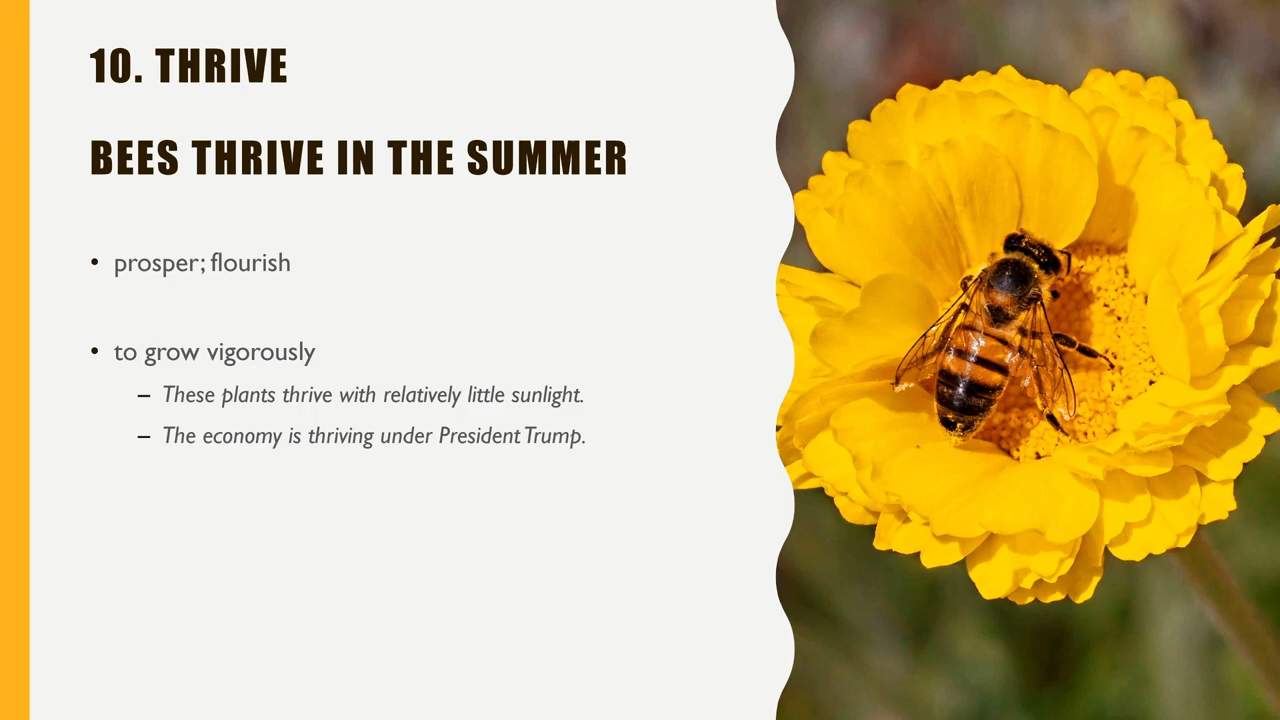 10. THRIVE
BEES THRIVE IN THE SUMMER
• prosper; flourish
• to grow vigorously
– These plants thrive with relatively little sunlight.
– The economy is thriving under President Trump.